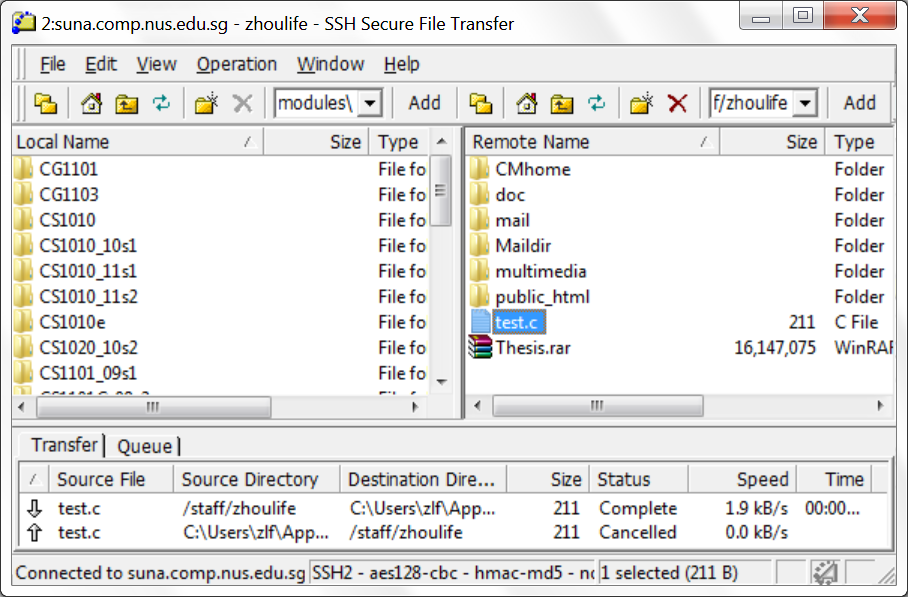 2:suna.comp.nus.edu.sg - zhoulife - SSH Secure File Transfer
File Edit View Operation Window Help
modules\ Add f/zhoulife Add
Local Name Size Type Remote Name Size Type
CG1101 File fo CMhome Folder
CG1103 File fo doc Folder
CS1010 File fo mail Folder
CS1010_10s1 File fo Maildir Folder
CS1010_11s1 File fo multimedia Folder
CS1010_11s2 File fo public_html Folder
CS1010e File fo test.c 211 C File
CS1020_10s2 File fo Thesis.rar 16,147,075 WinRAR
CS1101_09s1 File fo
Transfer Queue
Source File Source Directory Destination Dire... Size Status Speed Time
test.c /staff/zhoulife C:\Users\zlf\App... 211 Complete 1.9 kB/s 00:00...
test.c C:\Users\zlf\App... /staff/zhoulife 211 Cancelled 0.0 kB/s
Connected to suna.comp.nus.edu.sg SSH2 - aes128-cbc - hmac-md5 - no 1 selected (211 B)